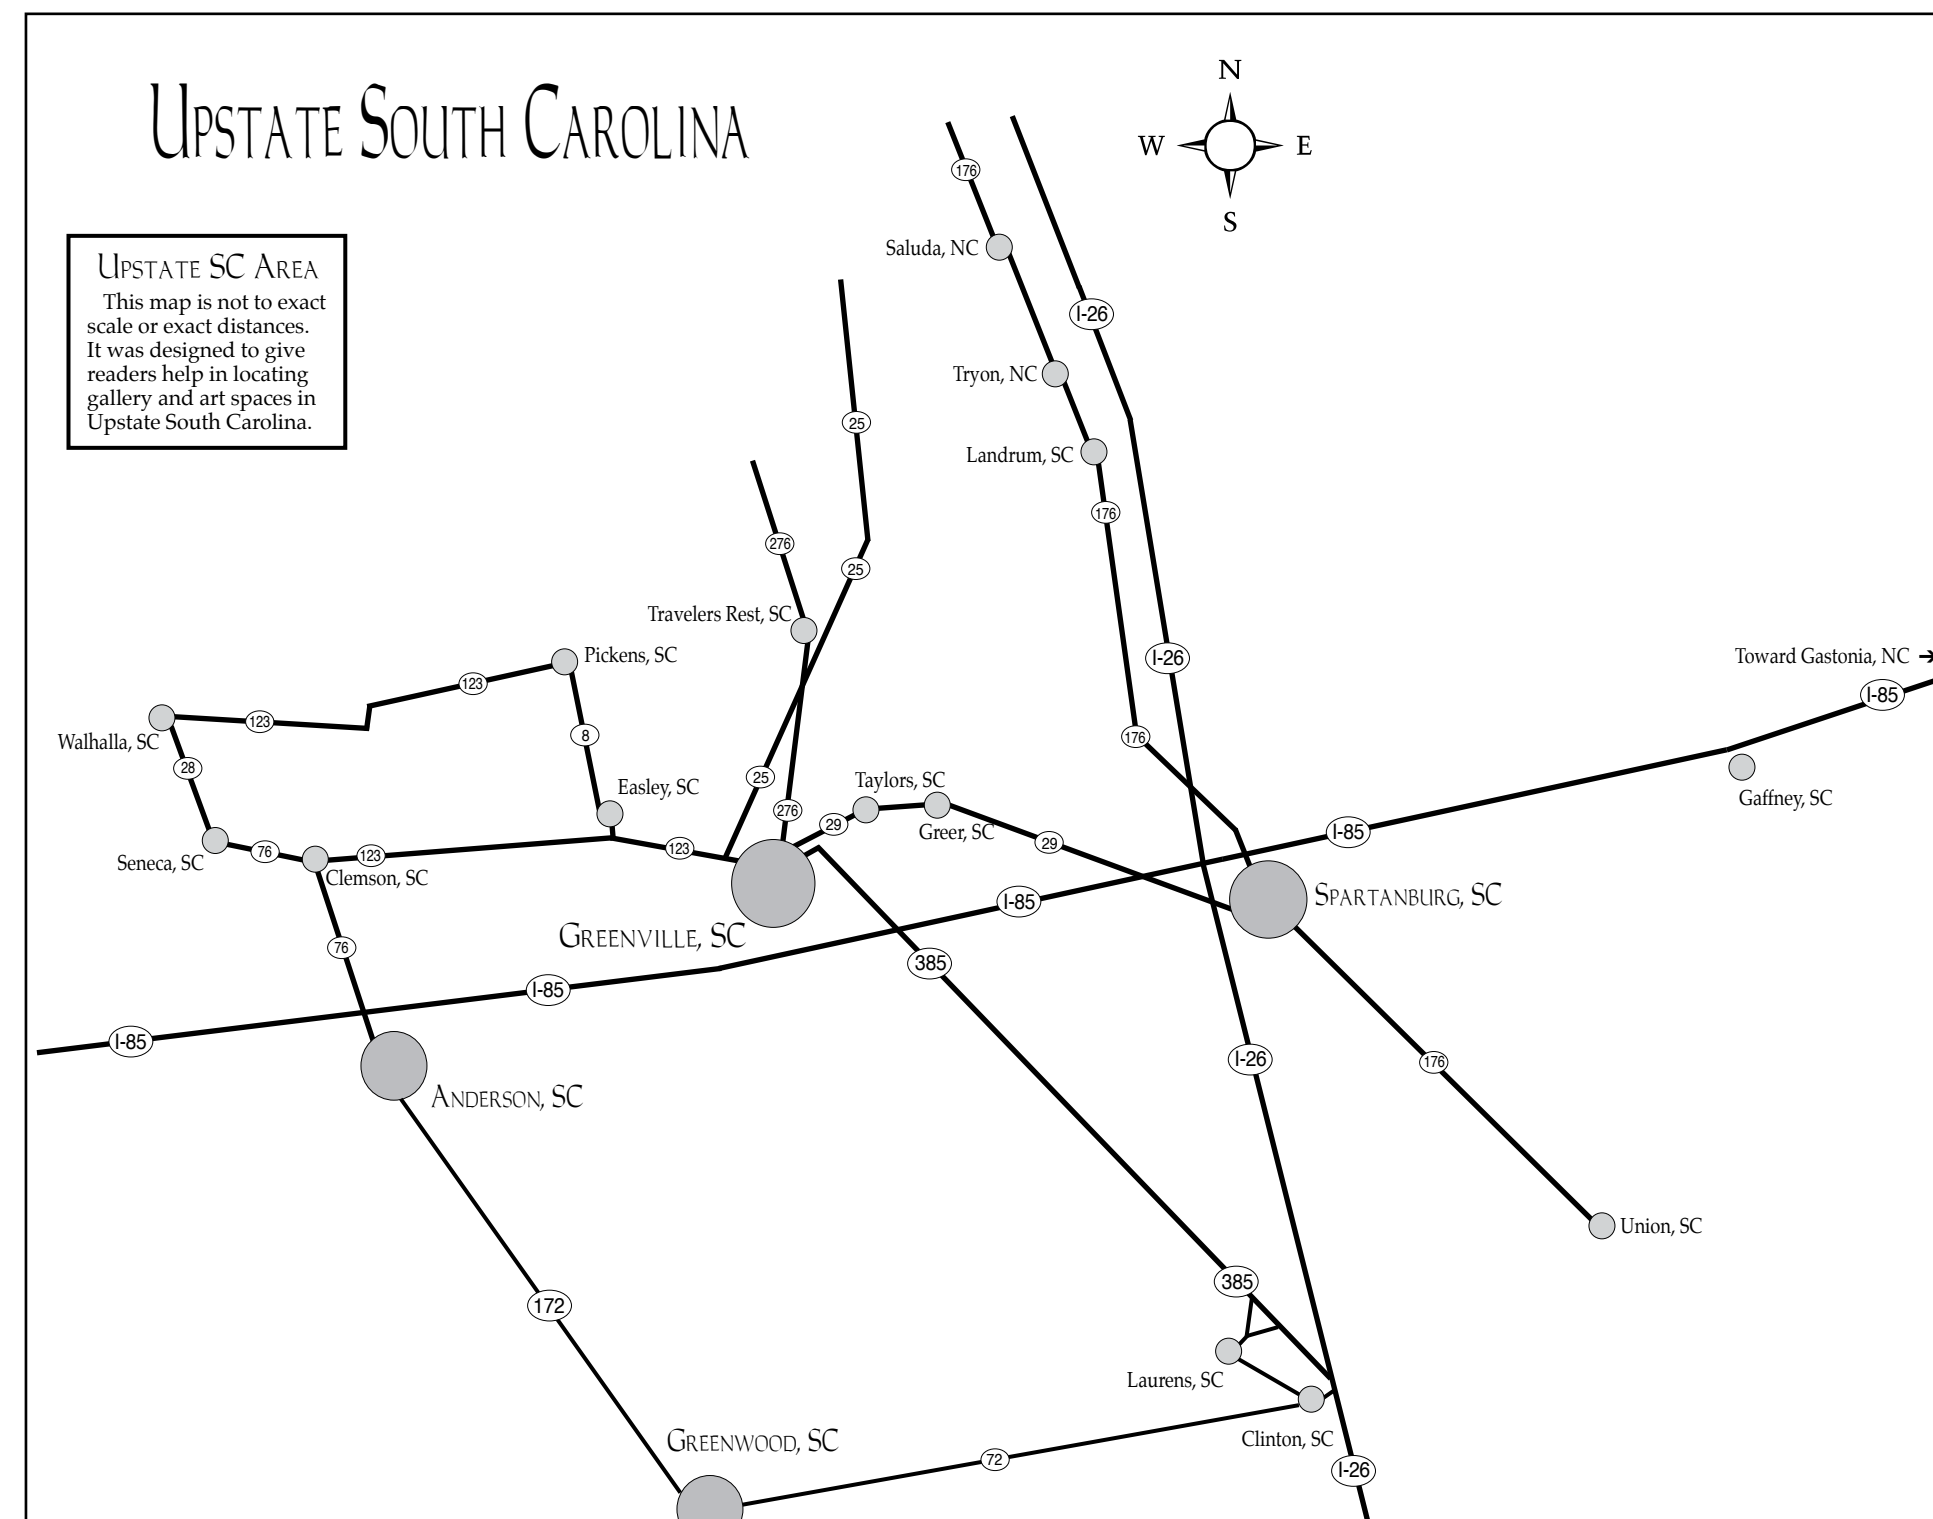 Upstate South Carolina
N
W
E
S
Upstate SC Area
This map is not to exact
scale or exact distances.
It was designed to give
readers help in locating
gallery and art spaces in
Upstate South Carolina.
176
Saluda, NC
I-26
Tryon, NC
25
Landrum, SC
176
276
25
Travelers Rest, SC
Pickens, SC
I-26
Toward Gastonia, NC →
123
I-85
123
Walhalla, SC
8
176
28
25
Gaffney, SC
Easley, SC
Taylors, SC
276
29
Greer, SC
I-85
29
Seneca, SC
76
123
123
Clemson, SC
Spartanburg, SC
I-85
Greenville, SC
76
385
I-85
I-85
I-26
176
Anderson, SC
Union, SC
385
172
Laurens, SC
Greenwood, SC
Clinton, SC
72
I-26